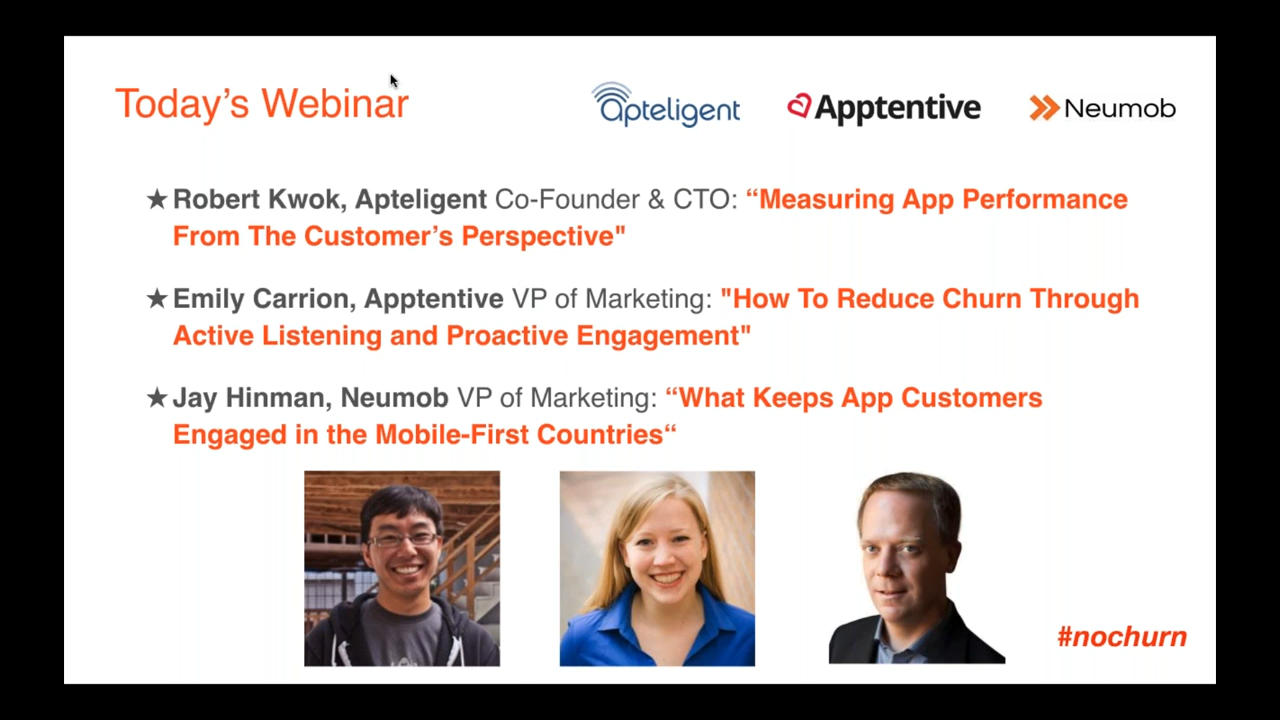 Today’s Webinar
apteligent
Apptentive
Neumob
★ Robert Kwok, Apteligent Co-Founder & CTO: “Measuring App Performance
From The Customer’s Perspective"
★ Emily Carrion, Apptentive VP of Marketing: "How To Reduce Churn Through
Active Listening and Proactive Engagement"
★ Jay Hinman, Neumob VP of Marketing: “What Keeps App Customers
Engaged in the Mobile-First Countries“
#nochurn